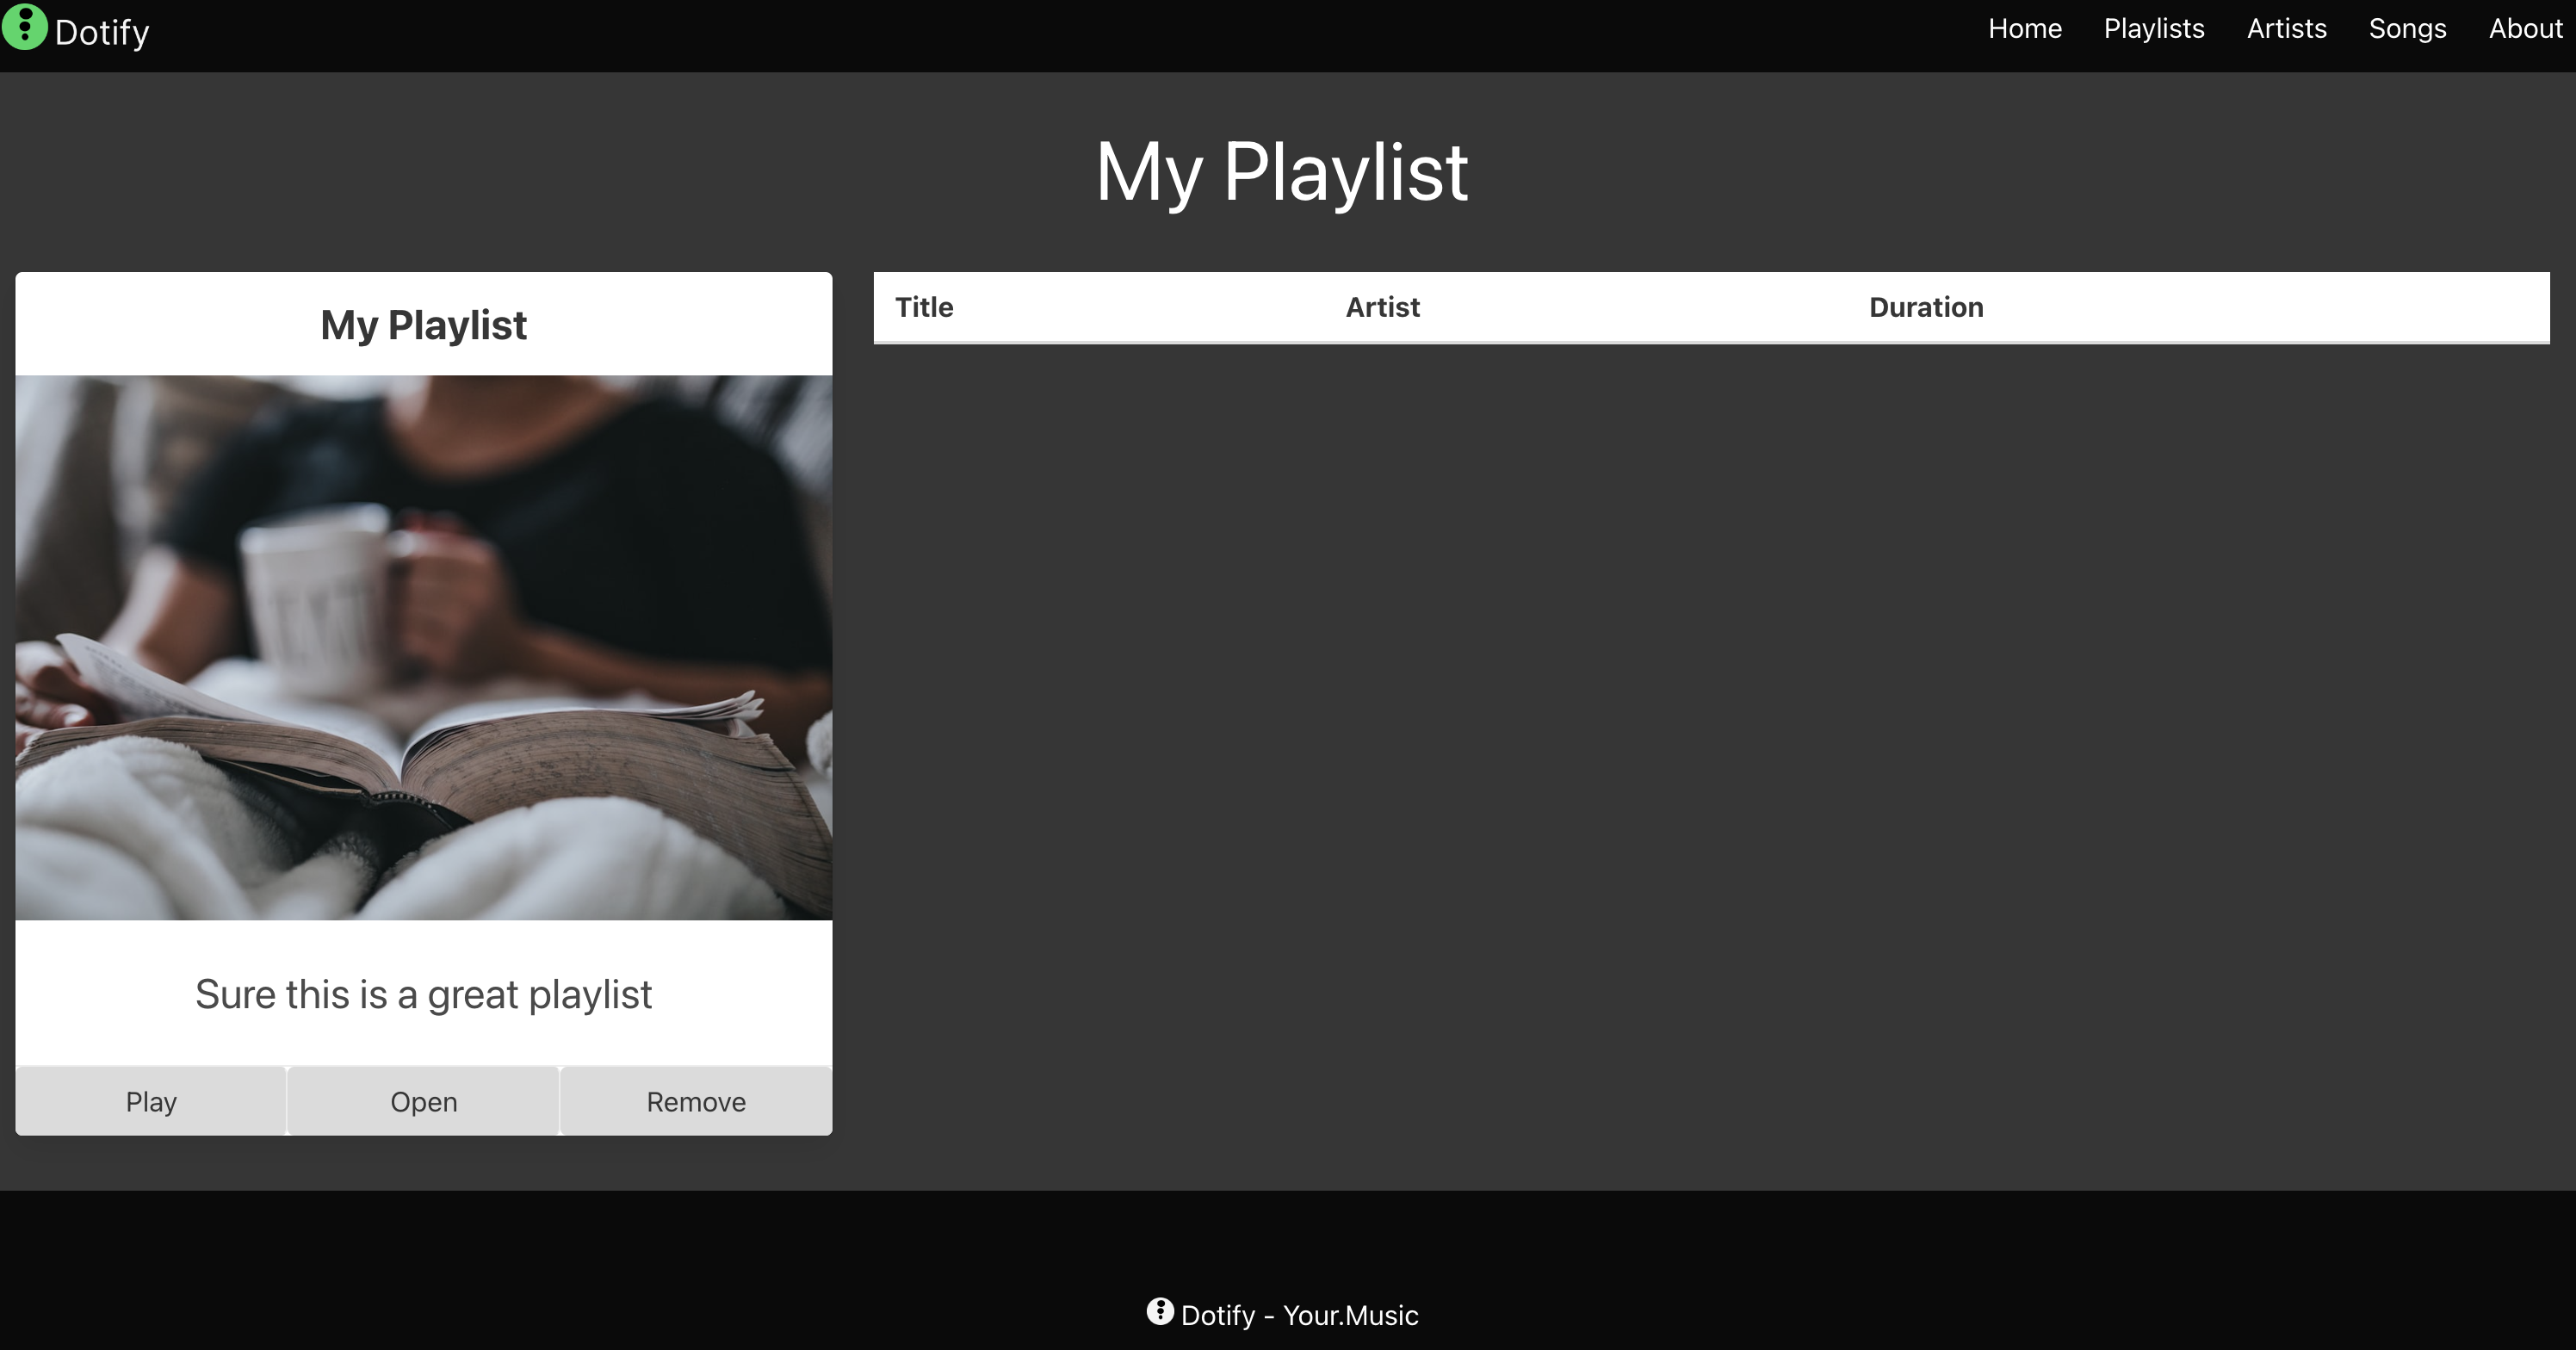 Dotify
Home Playlists Artists Songs About
My Playlist
My Playlist
Title Artist Duration
Sure this is a great playlist
Play Open Remove
Dotify - Your.Music